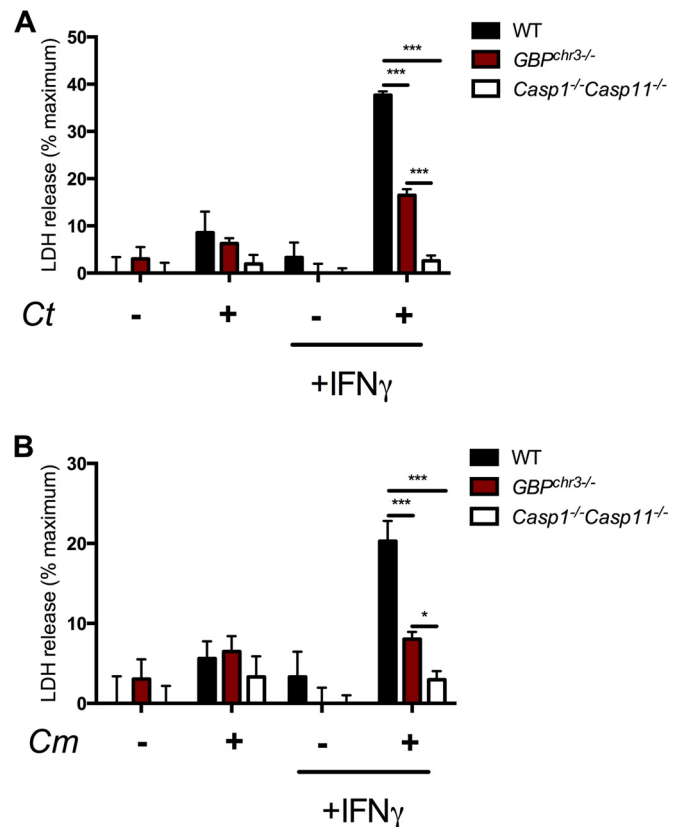 A
LDH release (% maximum)
50
40
30
20
10
0
***
***
***
WT
GBPchr3-/-
Casp1-/-Casp11-/-
Ct
- + - +
+IFNγ
B
LDH release (% maximum)
30
20
10
0
***
***
*
WT
GBPchr3-/-
Casp1-/-Casp11-/-
Cm
- + - +
+IFNγ